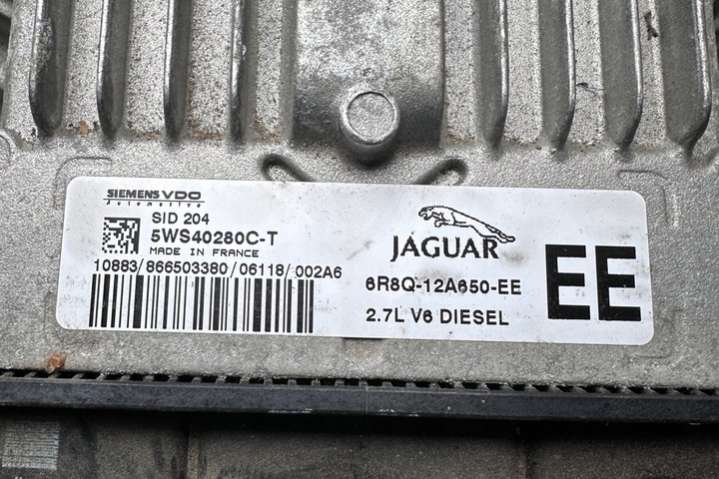 SIEMENS VDO
Automotive
SID 204
5WS40280C-T
MADE IN FRANCE
10883/866503380/06118/002A6
JAGUAR
6R8Q-12A650-EE
2.7L V6 DIESEL
EE